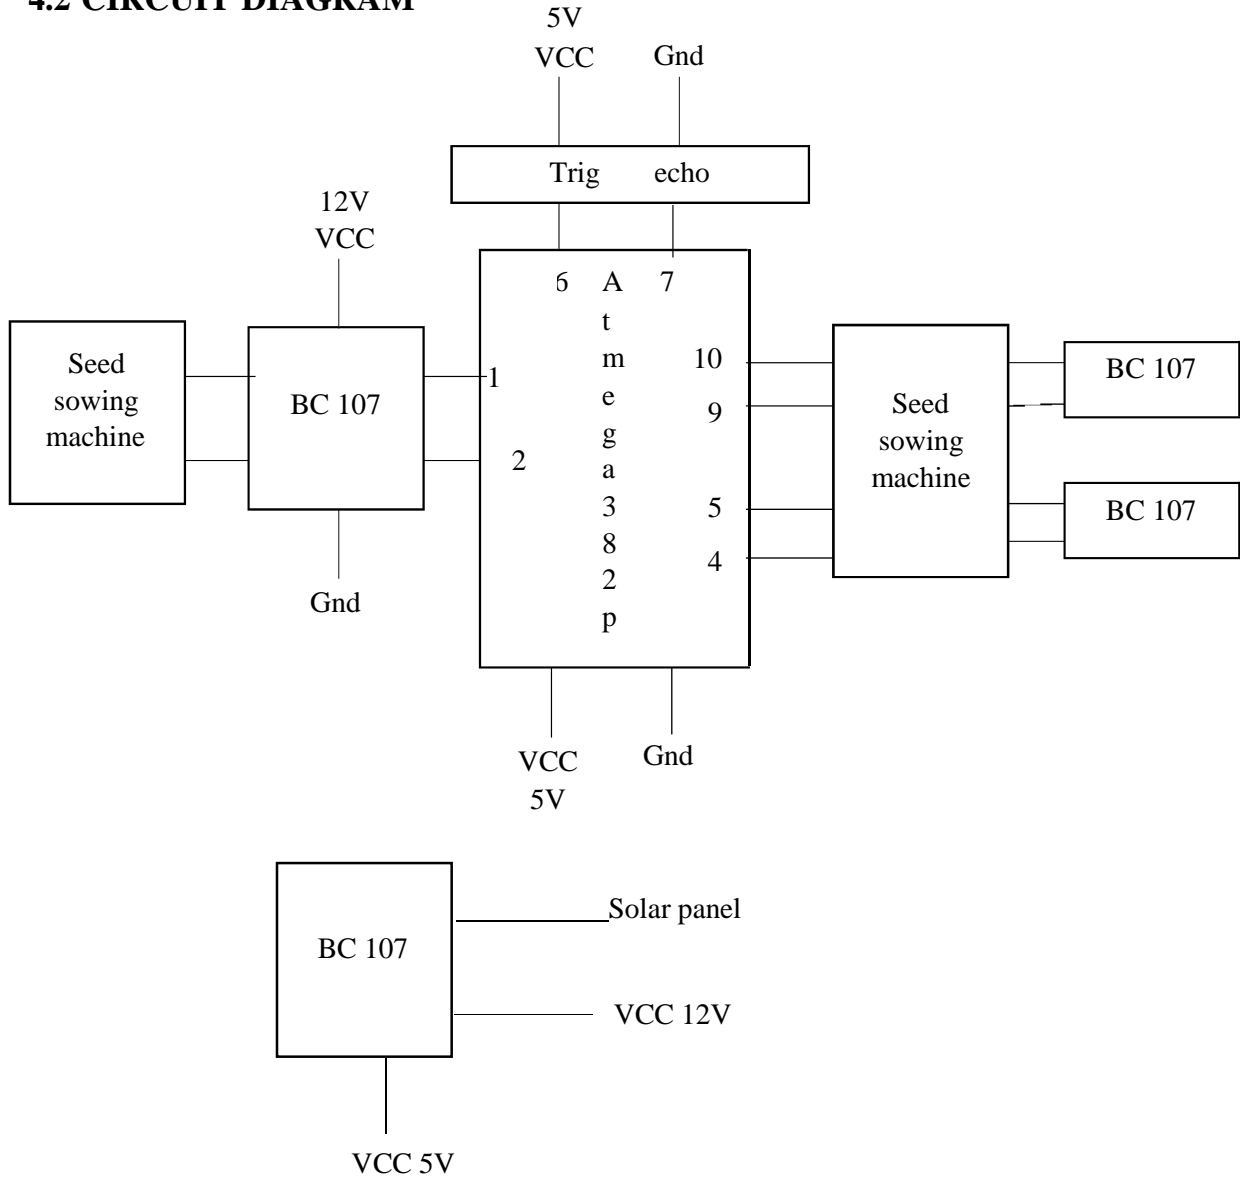 4.2 CIRCUIT DIAGRAM
5V
VCC
Gnd
Trig echo
12V
VCC
6 7
A
t
m
e
g
a
3
8
2
p
Seed
sowing
machine
BC 107
1
2
Gnd
10
9
5
4
Seed
sowing
machine
BC 107
BC 107
VCC
5V
Gnd
BC 107
Solar panel
VCC 12V
VCC 5V